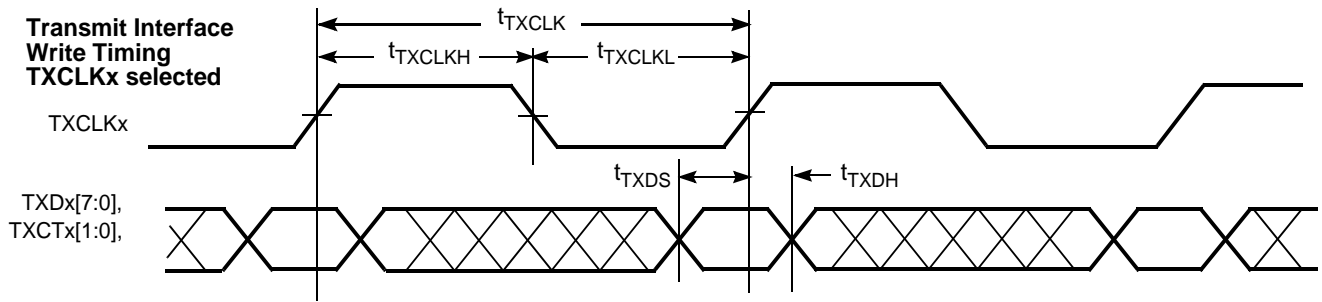 Transmit Interface
Write Timing
TXCLKx selected
tTXCLK
tTXCLKH
tTXCLKL
TXCLKx
tTXDS
tTXDH
TXDx[7:0],
TXCTx[1:0],